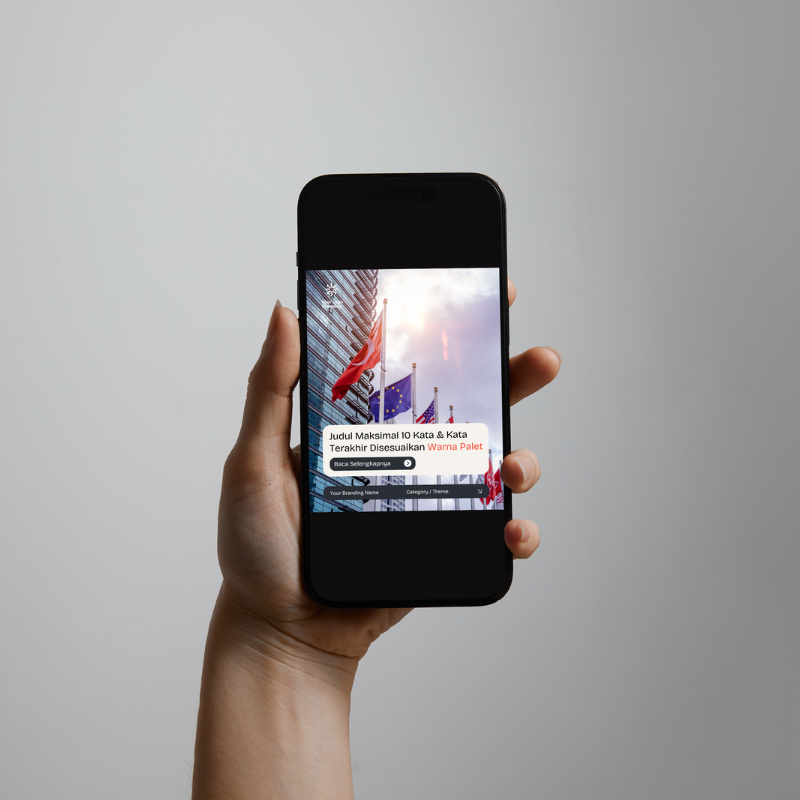 Judul Maksimal 10 Kata & Kata
Terakhir Disesuaikan Warna Palet
Baca Selengkapnya
Your Branding Name
Category / Theme